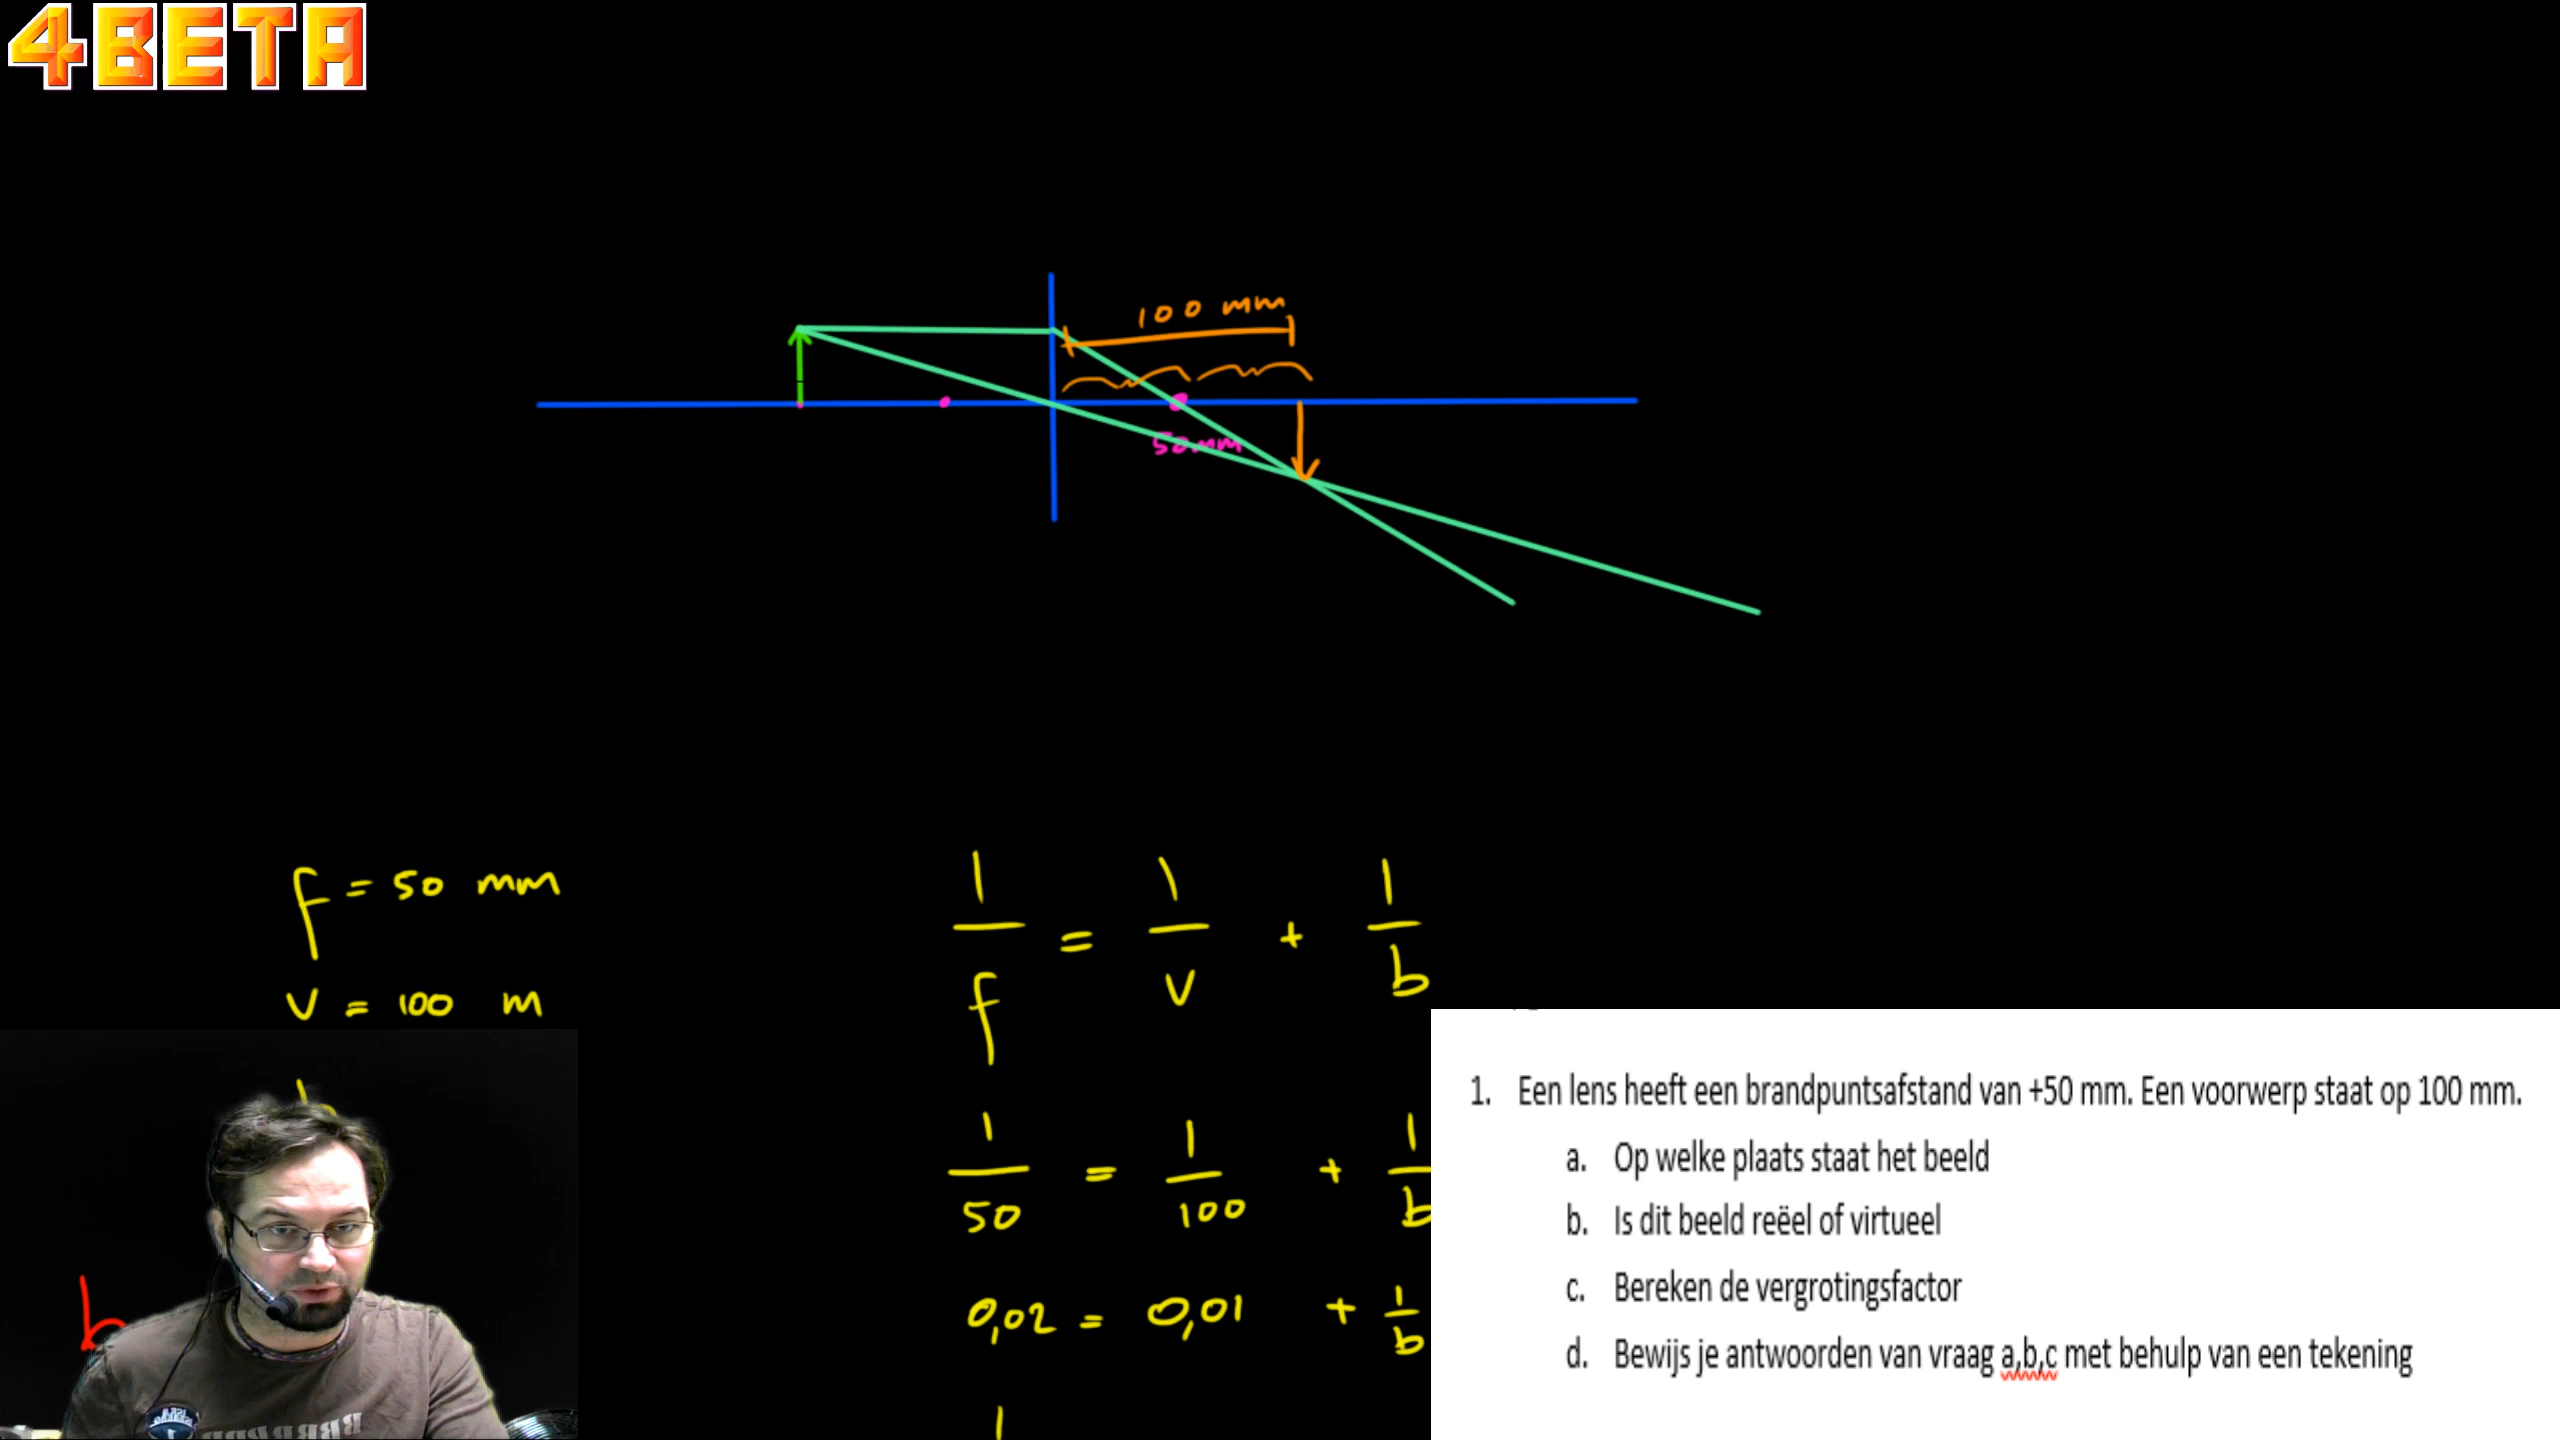 4BETA
100 mm
50mm
f = 50 mm
v = 100 m
1/f = 1/v + 1/b
1/50 = 1/100 + 1/b
0,02 = 0,01 + 1/b
1
b
1. Een lens heeft een brandpuntsafstand van +50 mm. Een voorwerp staat op 100 mm.
a. Op welke plaats staat het beeld
b. Is dit beeld reëel of virtueel
c. Bereken de vergrotingsfactor
d. Bewijs je antwoorden van vraag a,b,c met behulp van een tekening